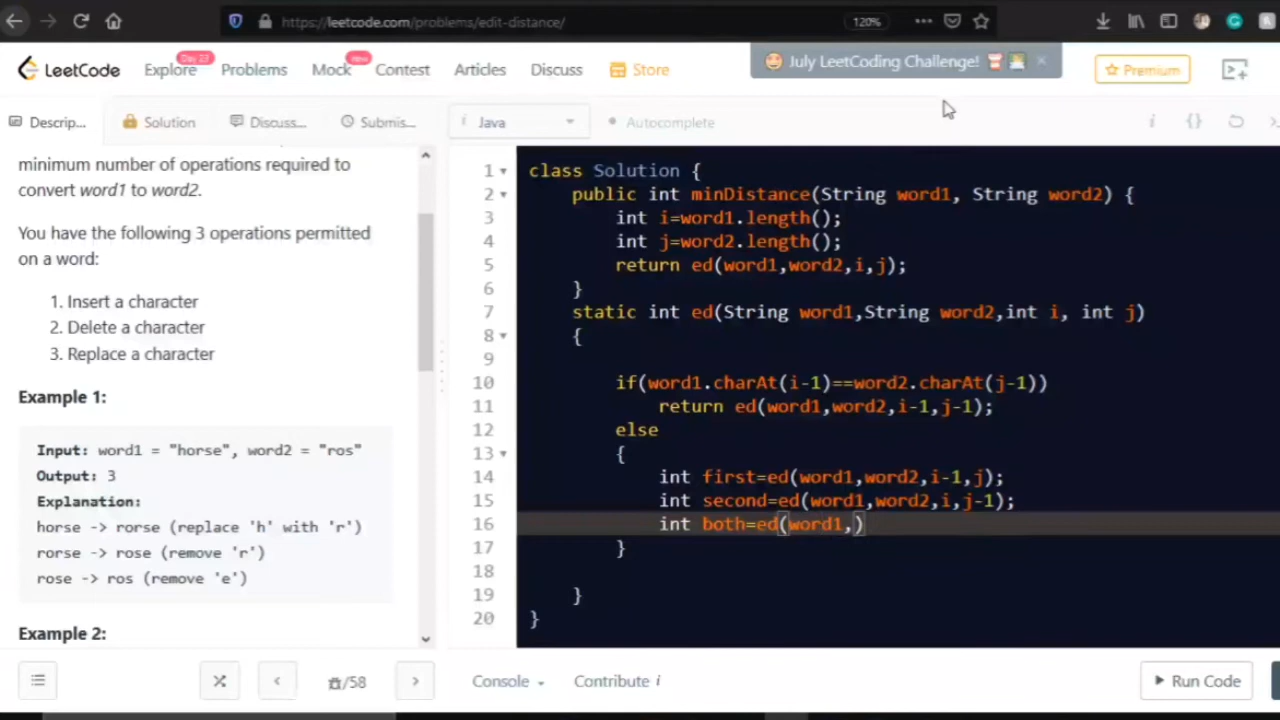 https://leetcode.com/problems/edit-distance/
120%
LeetCode
Explore
Day 23
Problems
Mock
new
Contest
Articles
Discuss
Store
July LeetCoding Challenge!
Premium
Descrip...
Solution
Discuss...
Submis...
i Java
Autocomplete
i {}
minimum number of operations required to
convert word1 to word2.
You have the following 3 operations permitted
on a word:
1. Insert a character
2. Delete a character
3. Replace a character
Example 1:
Input: word1 = "horse", word2 = "ros"
Output: 3
Explanation:
horse -> rorse (replace 'h' with 'r')
rorse -> rose (remove 'r')
rose -> ros (remove 'e')
Example 2:
1 class Solution {
2 public int minDistance(String word1, String word2) {
3 int i=word1.length();
4 int j=word2.length();
5 return ed(word1,word2,i,j);
6 }
7 static int ed(String word1,String word2,int i, int j)
8 {
9
10 if(word1.charAt(i-1)==word2.charAt(j-1))
11 return ed(word1,word2,i-1,j-1);
12 else
13 {
14 int first=ed(word1,word2,i-1,j);
15 int second=ed(word1,word2,i,j-1);
16 int both=ed(word1,)
17 }
18
19 }
20 }
/58
Console
Contribute i
Run Code